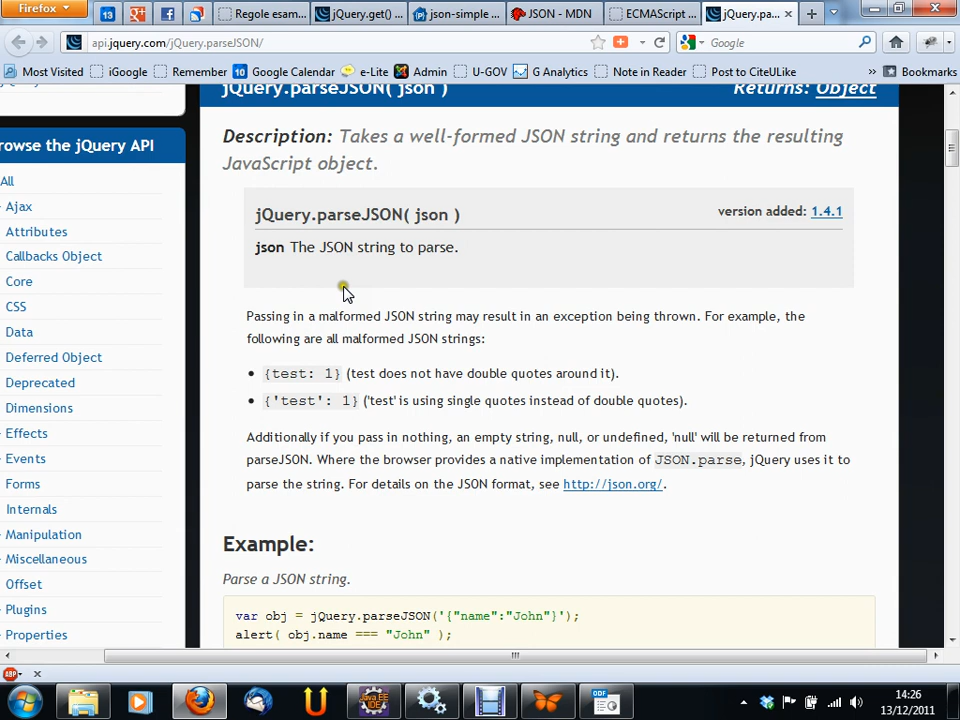 Firefox
13
Regole esam...
jQuery.get() ...
json-simple ...
JSON - MDN
ECMAScript ...
jQuery.pa...
api.jquery.com/jQuery.parseJSON/
Google
Most Visited
iGoogle
Remember
10 Google Calendar
e-Lite
Admin
U-GOV
G Analytics
Note in Reader
Post to CiteULike
»
Bookmarks
jQuery.parseJSON( json )
Returns: Object
rowse the jQuery API
All
Ajax
Attributes
Callbacks Object
Core
CSS
Data
Deferred Object
Deprecated
Dimensions
Effects
Events
Forms
Internals
Manipulation
Miscellaneous
Offset
Plugins
Properties
Description: Takes a well-formed JSON string and returns the resulting
JavaScript object.
jQuery.parseJSON( json )
version added: 1.4.1
json The JSON string to parse.
Passing in a malformed JSON string may result in an exception being thrown. For example, the
following are all malformed JSON strings:
• {test: 1} (test does not have double quotes around it).
• {'test': 1} ('test' is using single quotes instead of double quotes).
Additionally if you pass in nothing, an empty string, null, or undefined, 'null' will be returned from
parseJSON. Where the browser provides a native implementation of JSON.parse, jQuery uses it to
parse the string. For details on the JSON format, see http://json.org/.
Example:
Parse a JSON string.
var obj = jQuery.parseJSON('{"name":"John"}');
alert( obj.name === "John" );
ABP
Java EE
IDE
ODF
14:26
13/12/2011